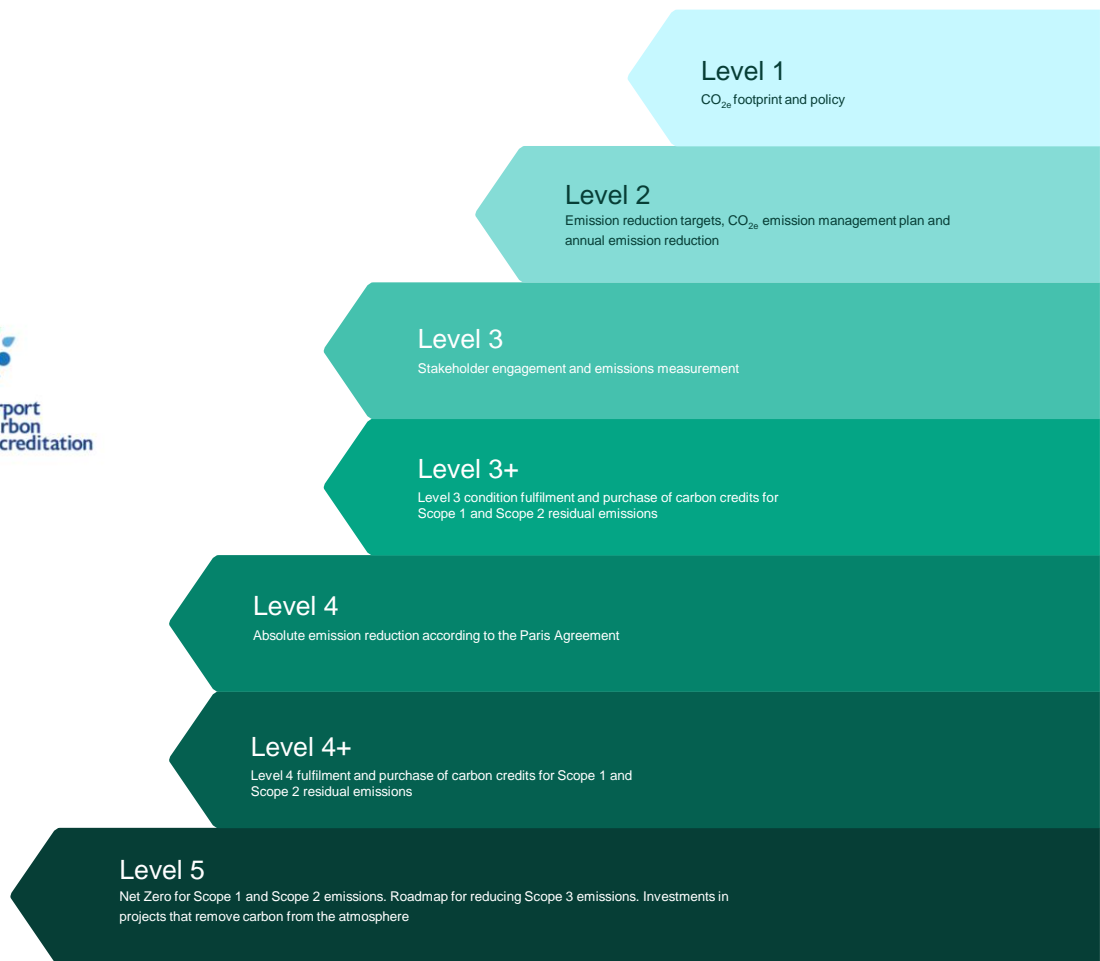 Level 1
CO2e footprint and policy
Level 2
Emission reduction targets, CO2e emission management plan and
annual emission reduction
Level 3
Stakeholder engagement and emissions measurement
rport
rbon
creditation
Level 3+
Level 3 condition fulfilment and purchase of carbon credits for
Scope 1 and Scope 2 residual emissions
Level 4
Absolute emission reduction according to the Paris Agreement
Level 4+
Level 4 fulfilment and purchase of carbon credits for Scope 1 and
Scope 2 residual emissions
Level 5
Net Zero for Scope 1 and Scope 2 emissions. Roadmap for reducing Scope 3 emissions. Investments in
projects that remove carbon from the atmosphere